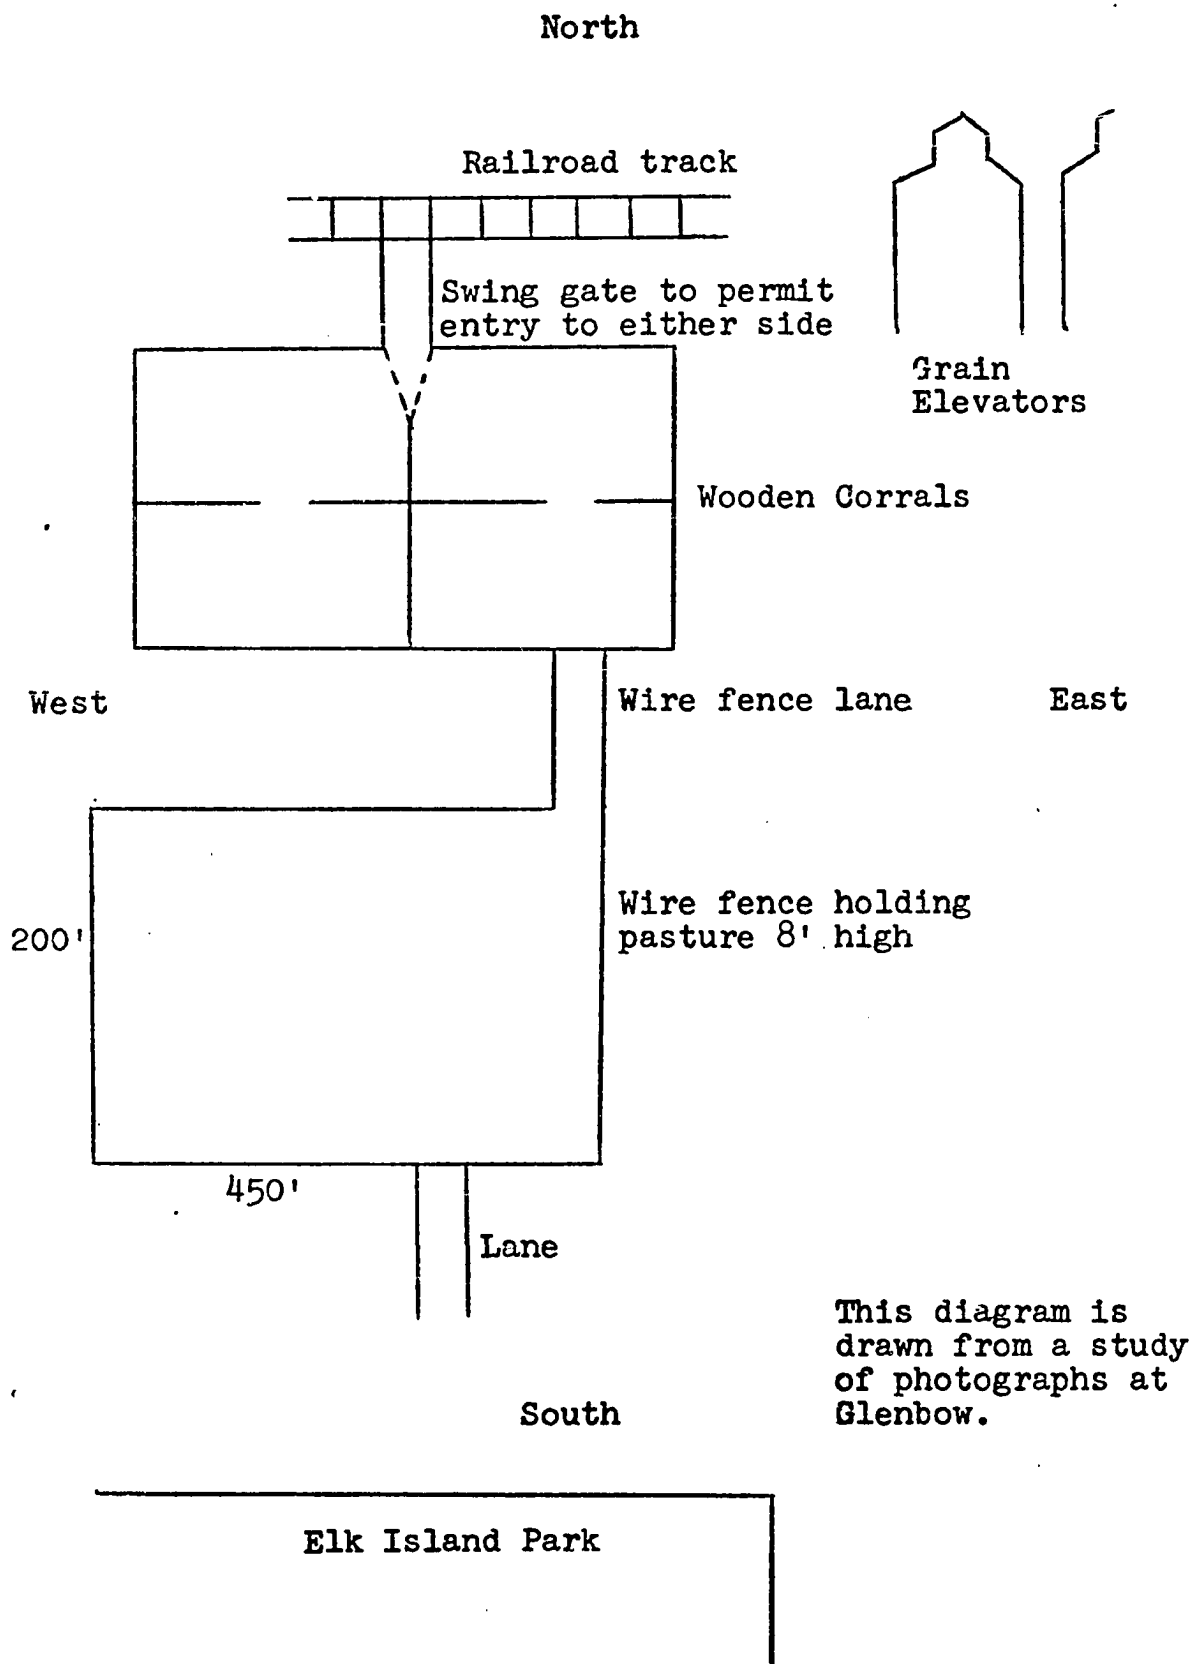 North
Railroad track
Swing gate to permit
entry to either side
Grain
Elevators
Wooden Corrals
West
Wire fence lane
East
Wire fence holding
pasture 8' high
200'
450'
Lane
This diagram is
drawn from a study
of photographs at
Glenbow.
South
Elk Island Park